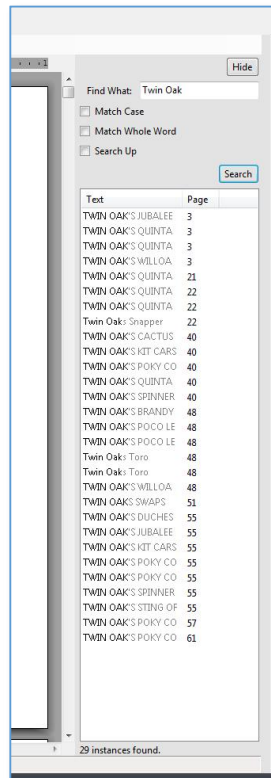 1
Hide
Find What: Twin Oak
Match Case
Match Whole Word
Search Up
Search
Text Page
TWIN OAK'S JUBALEE 3
TWIN OAK'S QUINTA 3
TWIN OAK'S QUINTA 3
TWIN OAK'S WILLOA 3
TWIN OAK'S QUINTA 21
TWIN OAK'S QUINTA 22
TWIN OAK'S QUINTA 22
Twin Oaks Snapper 22
TWIN OAK'S CACTUS 40
TWIN OAK'S KIT CARS 40
TWIN OAK'S POKY CO 40
TWIN OAK'S QUINTA 40
TWIN OAK'S SPINNER 40
TWIN OAK'S BRANDY 48
TWIN OAK'S POCO LE 48
TWIN OAK'S POCO LE 48
Twin Oaks Toro 48
Twin Oaks Toro 48
TWIN OAK'S WILLOA 48
TWIN OAKS SWAPS 51
TWIN OAK'S DUCHES 55
TWIN OAK'S JUBALEE 55
TWIN OAK'S KIT CARS 55
TWIN OAK'S POKY CO 55
TWIN OAK'S POKY CO 55
TWIN OAK'S SPINNER 55
TWIN OAK'S STING OF 55
TWIN OAK'S POKY CO 57
TWIN OAK'S POKY CO 61
29 instances found.